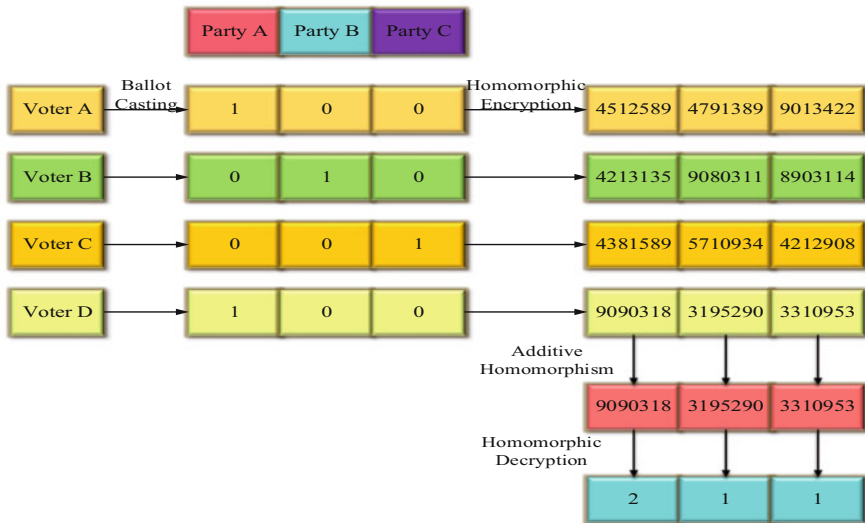 Party A Party B Party C
Ballot Casting
Homomorphic Encryption
Voter A 1 0 0 4512589 4791389 9013422
Voter B 0 1 0 4213135 9080311 8903114
Voter C 0 0 1 4381589 5710934 4212908
Voter D 1 0 0 9090318 3195290 3310953
Additive
Homomorphism
9090318 3195290 3310953
Homomorphic
Decryption
2 1 1